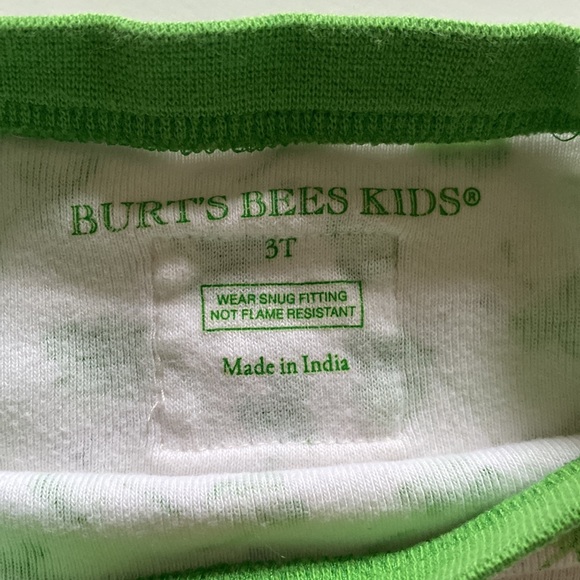 BURT'S BEES KIDS®
3T
WEAR SNUG FITTING
NOT FLAME RESISTANT
Made in India